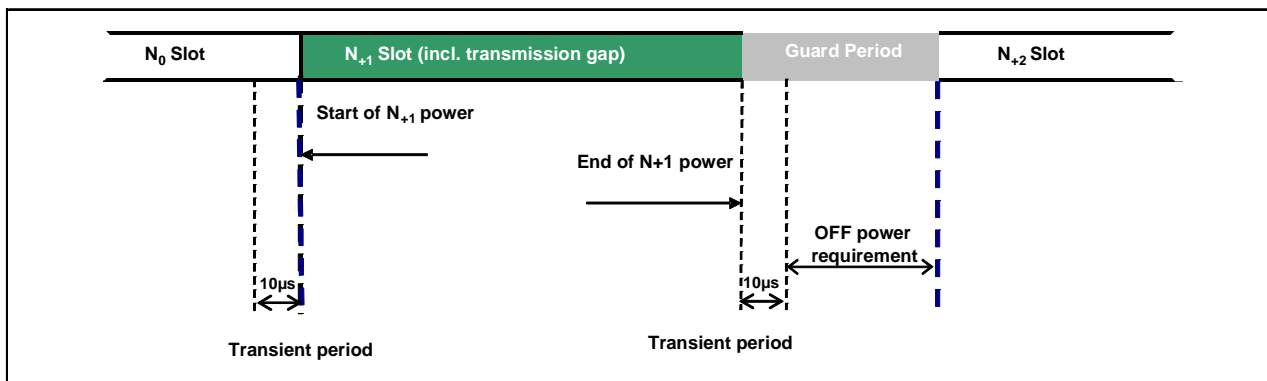 N0 Slot
N+1 Slot (incl. transmission gap)
Guard Period
N+2 Slot
Start of N+1 power
End of N+1 power
OFF power
requirement
10µs
10µs
Transient period
Transient period